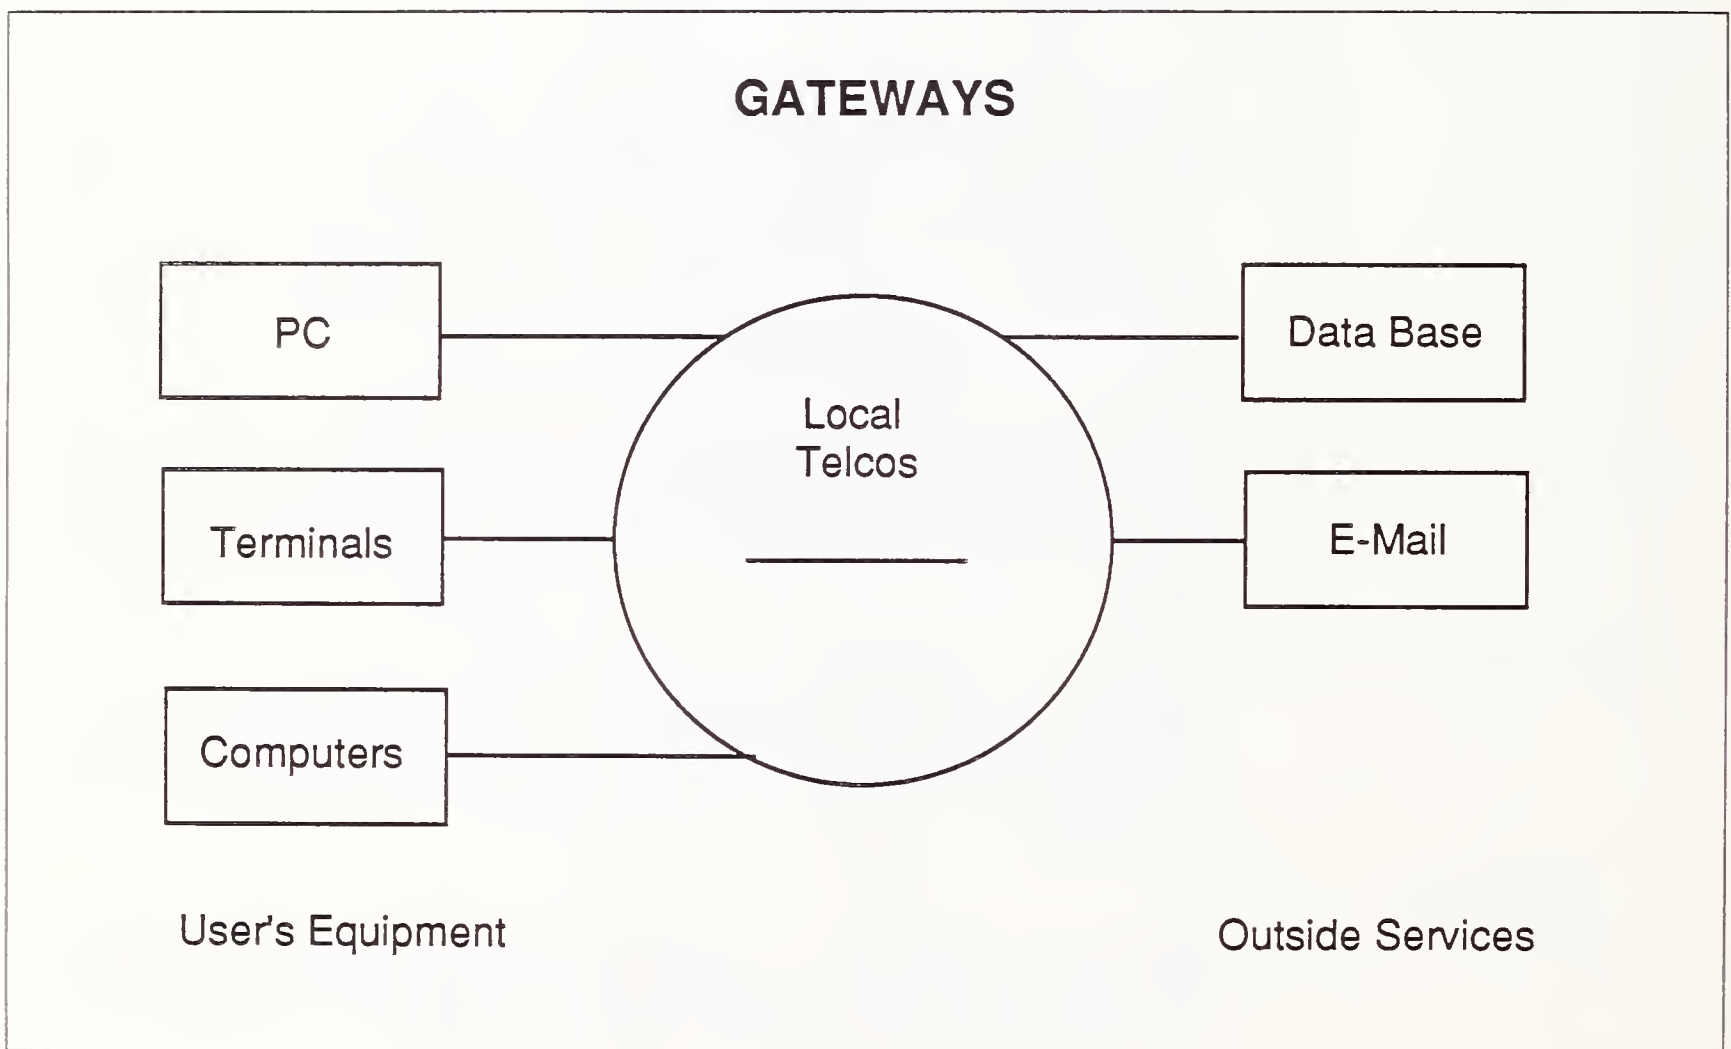 GATEWAYS
PC
Terminals
Computers
Local
Telcos
Data Base
E-Mail
User's Equipment
Outside Services